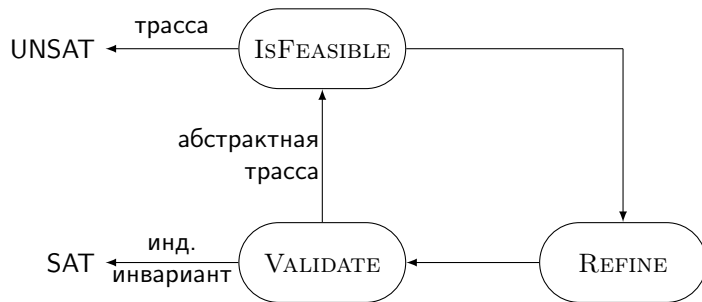 трасса
UNSAT
IsFeasible
абстрактная
трасса
инд.
SAT
инвариант
Validate
Refine